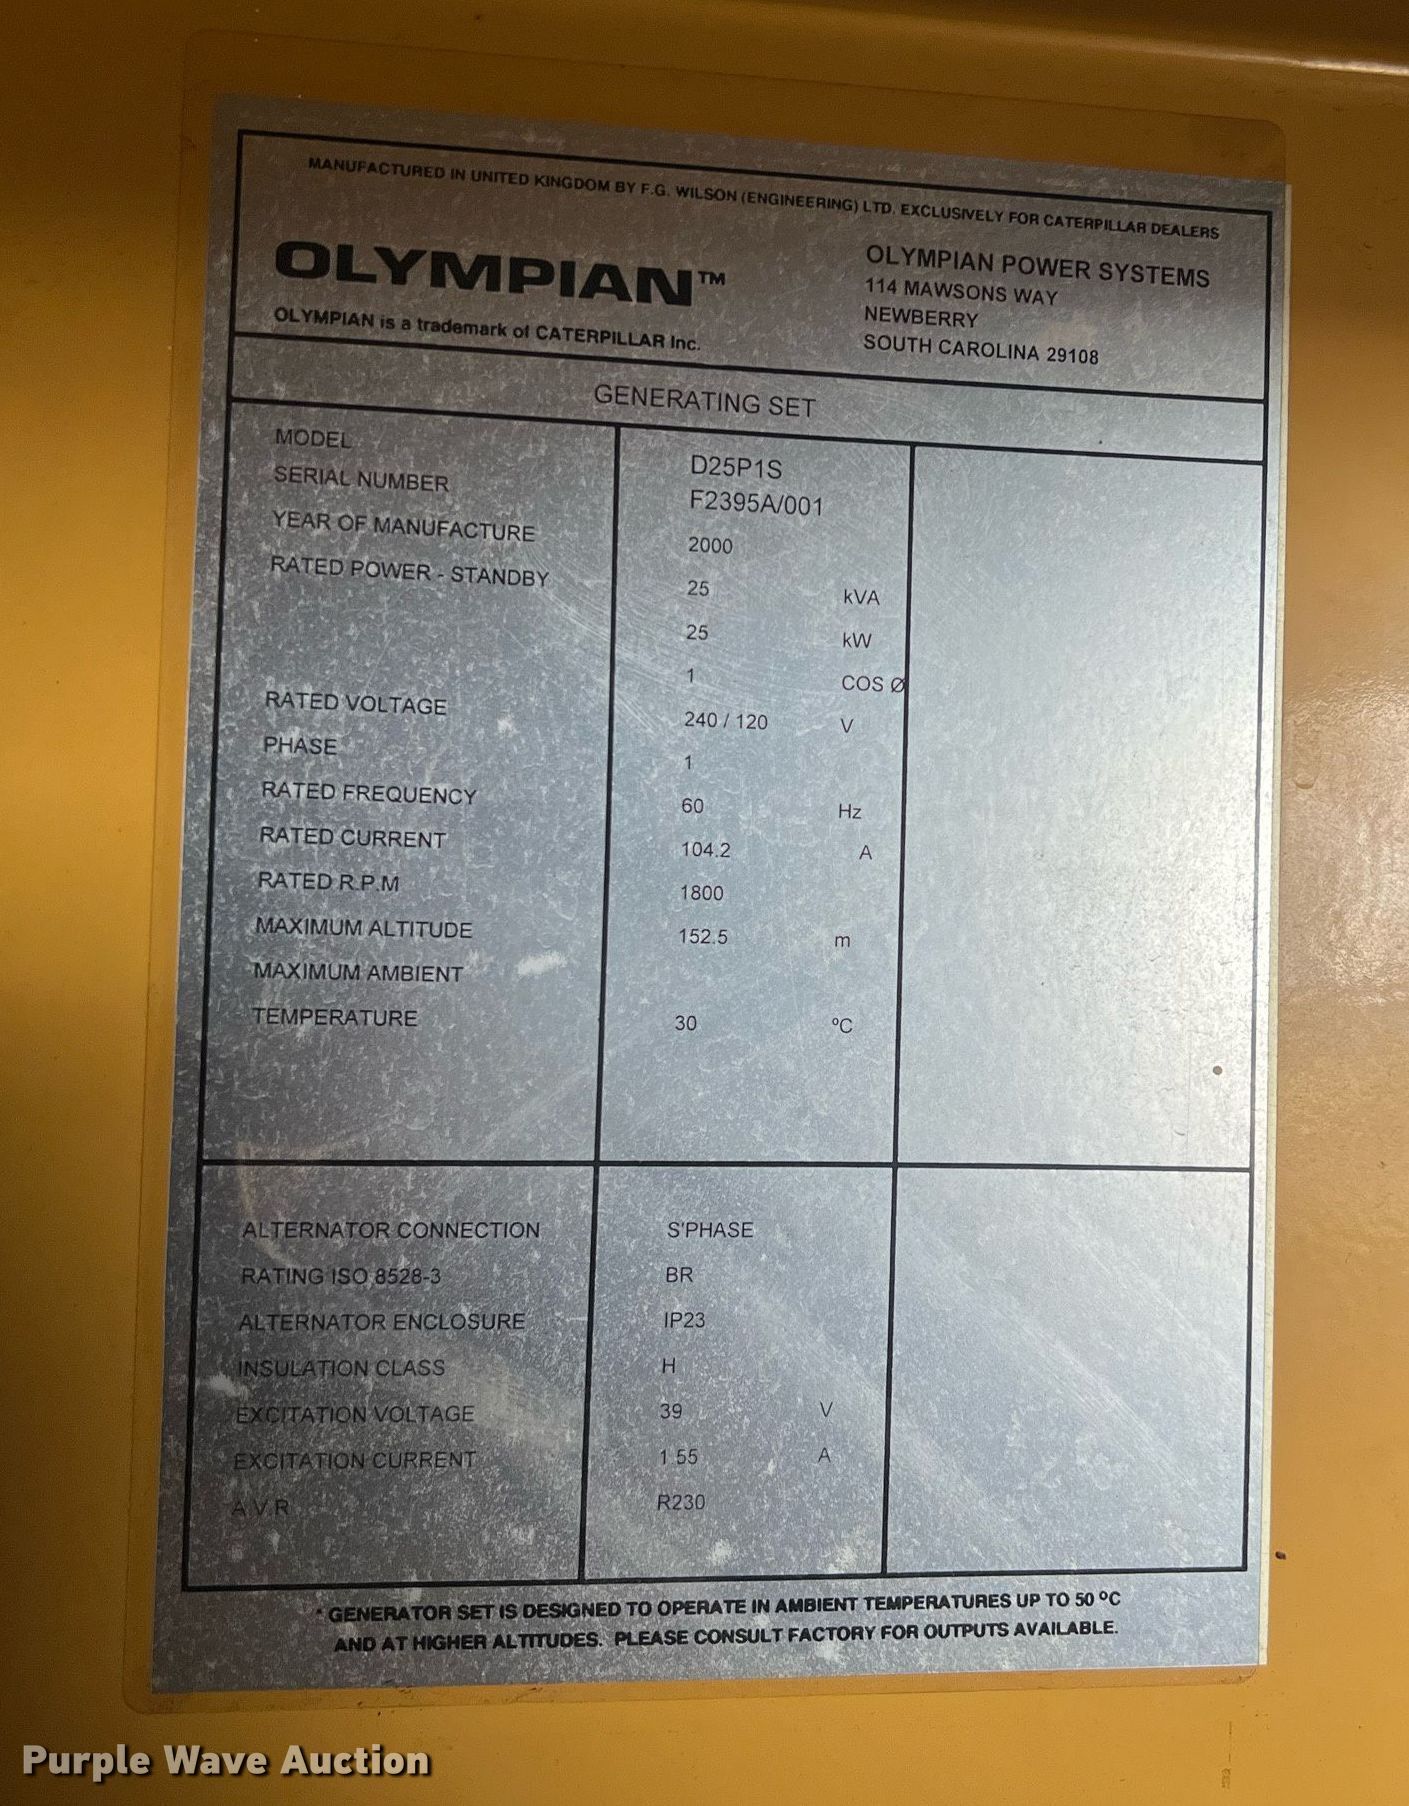 MANUFACTURED IN UNITED KINGDOM BY F.G. WILSON (ENGINEERING) LTD. EXCLUSIVELY FOR CATERPILLAR DEALERS
OLYMPIAN™
OLYMPIAN is a trademark of CATERPILLAR Inc.
OLYMPIAN POWER SYSTEMS
114 MAWSONS WAY
NEWBERRY
SOUTH CAROLINA 29108
GENERATING SET
MODEL D25P1S
SERIAL NUMBER F2395A/001
YEAR OF MANUFACTURE 2000
RATED POWER - STANDBY 25 kVA
25 kW
1 COS Ø
RATED VOLTAGE 240 / 120 V
PHASE 1
RATED FREQUENCY 60 Hz
RATED CURRENT 104.2 A
RATED R.P.M 1800
MAXIMUM ALTITUDE 152.5 m
MAXIMUM AMBIENT
TEMPERATURE 30 ºC
ALTERNATOR CONNECTION S'PHASE
RATING ISO 8528-3 BR
ALTERNATOR ENCLOSURE IP23
INSULATION CLASS H
EXCITATION VOLTAGE 39 V
EXCITATION CURRENT 1.55 A
A.V.R R230
* GENERATOR SET IS DESIGNED TO OPERATE IN AMBIENT TEMPERATURES UP TO 50 ºC
AND AT HIGHER ALTITUDES. PLEASE CONSULT FACTORY FOR OUTPUTS AVAILABLE.
Purple Wave Auction